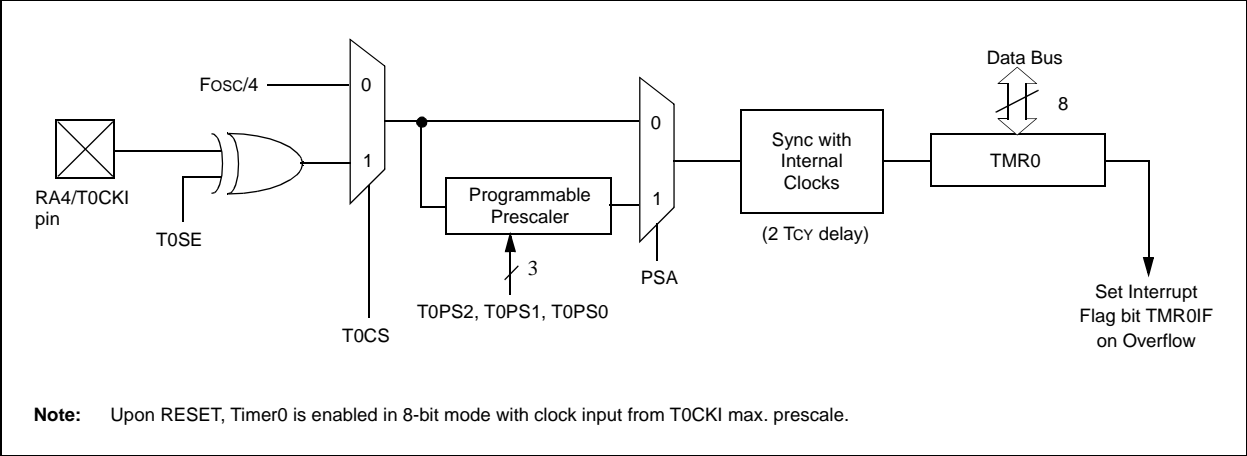 Data Bus
8
FOSC/4
0
0
Sync with
Internal
Clocks
TMR0
1
RA4/T0CKI
pin
Programmable
Prescaler
1
T0SE
(2 TCY delay)
3
PSA
T0PS2, T0PS1, T0PS0
T0CS
Set Interrupt
Flag bit TMR0IF
on Overflow
Note: Upon RESET, Timer0 is enabled in 8-bit mode with clock input from T0CKI max. prescale.